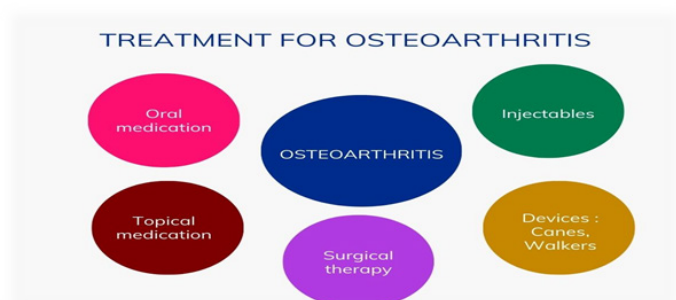 TREATMENT FOR OSTEOARTHRITIS
Oral
medication
OSTEOARTHRITIS
Injectables
Topical
medication
Surgical
therapy
Devices :
Canes,
Walkers